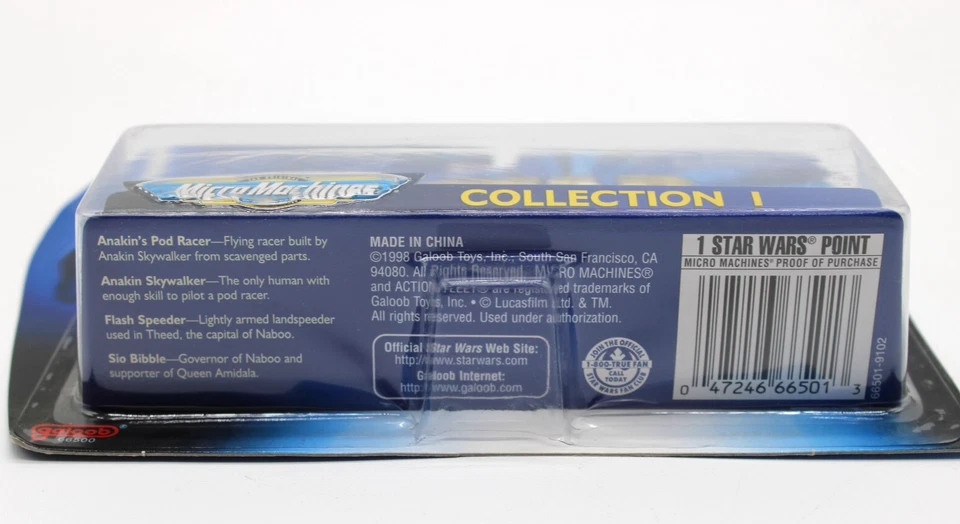 Micro Machines
COLLECTION I
Anakin's Pod Racer—Flying racer built by
Anakin Skywalker from scavenged parts.
Anakin Skywalker—The only human with
enough skill to pilot a pod racer.
Flash Speeder—Lightly armed landspeeder
used in Theed, the capital of Naboo.
Sio Bibble—Governor of Naboo and
supporter of Queen Amidala.
MADE IN CHINA
©1998 Galoob Toys, Inc., South San Francisco, CA
94080. All Rights Reserved. MICRO MACHINES®
and ACTION FLEET® are registered trademarks of
Galoob Toys, Inc. • © Lucasfilm Ltd. & TM.
All rights reserved. Used under authorization.
Official Star Wars Web Site:
http://www.starwars.com
Galoob Internet:
http://www.galoob.com
JOIN THE OFFICIAL
1-800-TRUE FAN
CALL
TODAY
STAR WARS FAN CLUB
1 STAR WARS® POINT
MICRO MACHINES® PROOF OF PURCHASE
0 47246 66501 3
66501-9102
galoob
66500